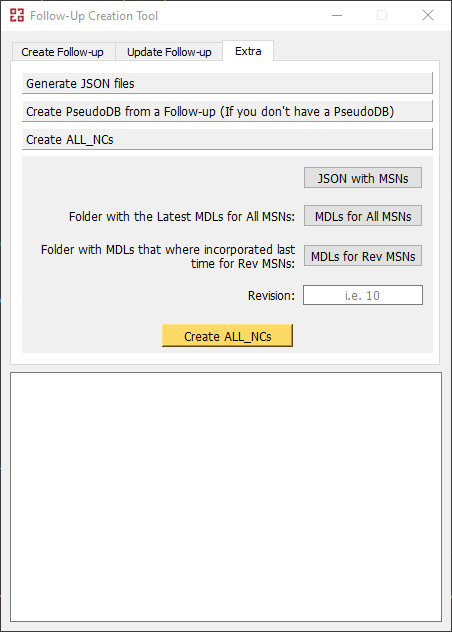 Follow-Up Creation Tool
Create Follow-up
Update Follow-up
Extra
Generate JSON files
Create PseudoDB from a Follow-up (If you don't have a PseudoDB)
Create ALL_NCs
JSON with MSNs
Folder with the Latest MDLs for All MSNs:
MDLs for All MSNs
Folder with MDLs that where incorporated last
time for Rev MSNs:
MDLs for Rev MSNs
Revision:
i.e. 10
Create ALL_NCs